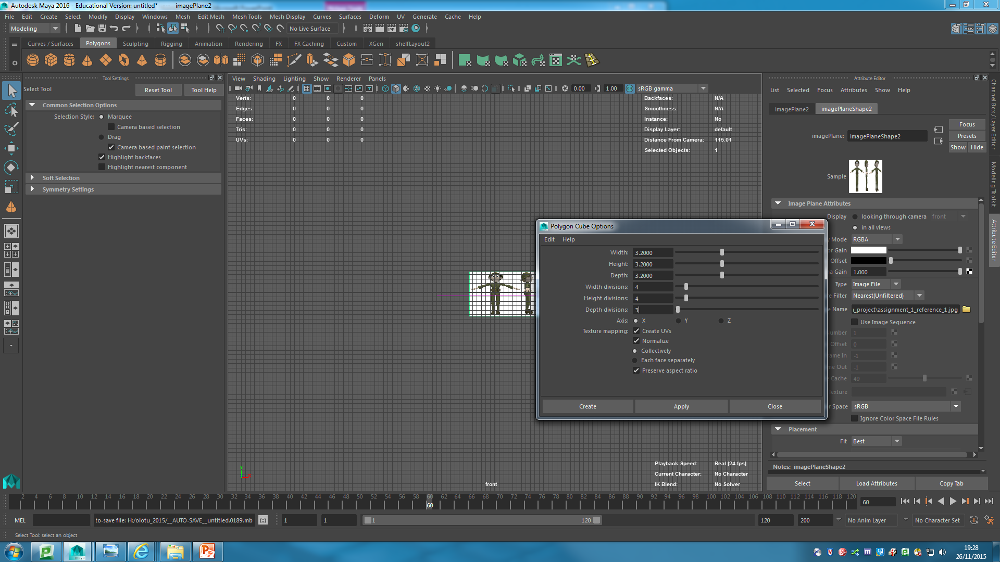 Autodesk Maya 2016 - Educational Version: untitled*   ---   imagePlane2
File Edit Create Select Modify Display Windows Mesh Edit Mesh Mesh Tools Mesh Display Curves Surfaces Deform UV Generate Cache Help
Modeling No Live Surface
Curves / Surfaces Polygons Sculpting Rigging Animation Rendering FX FX Caching Custom XGen shelfLayout2
Tool Settings
Select Tool Reset Tool Tool Help
Common Selection Options
Selection Style: Marquee
Camera based selection
Drag
Camera based paint selection
Highlight backfaces
Highlight nearest component
Soft Selection
Symmetry Settings
View Shading Lighting Show Renderer Panels
0.00 1.00 sRGB gamma
Verts: 0 0 0
Edges: 0 0 0
Faces: 0 0 0
Tris: 0 0 0
UVs: 0 0 0
Backfaces: N/A
Smoothness: N/A
Instance: No
Display Layer: default
Distance From Camera: 115.01
Selected Objects: 1
Polygon Cube Options
Edit Help
Width: 3.2000
Height: 3.2000
Depth: 3.2000
Width divisions: 4
Height divisions: 4
Depth divisions: 3
Axis: X Y Z
Texture mapping: Create UVs
Normalize
Collectively
Each face separately
Preserve aspect ratio
Create Apply Close
y
Playback Speed: Real [24 fps]
Current Character: No Character
IK Blend: No Solver
front
Attribute Editor
List Selected Focus Attributes Show Help
imagePlane2 imagePlaneShape2
imagePlane: imagePlaneShape2
Focus
Presets
Show Hide
Sample
Image Plane Attributes
Display looking through camera front
in all views
Mode RGBA
Gain
Offset
Gain 1.000
Type Image File
Filter Nearest(Unfiltered)
Name _project\assignment_1_reference_1.jpg
Use Image Sequence
umber 1
Offset 0
me In -1
me Out -1
Cache 49
Texture
Space sRGB
Ignore Color Space File Rules
Placement
Fit Best
Notes: imagePlaneShape2
Select Load Attributes Copy Tab
Channel Box / Layer Editor
Modeling Toolkit
Attribute Editor
2 4 6 8 10 12 14 16 18 20 22 24 26 28 30 32 34 36 38 40 42 44 46 48 50 52 54 56 58 60 62 64 66 68 70 72 74 76 78 80 82 84 86 88 90 92 94 96 98 100 102 104 106 108 110 112 114 116 118 120
60
60
MEL to-save file: H:/olotu_2015/__AUTO-SAVE__untitled.0189.mb 1 1 1 120 120 200 No Anim Layer No Character Set
Select Tool: select an object
19:28
26/11/2015